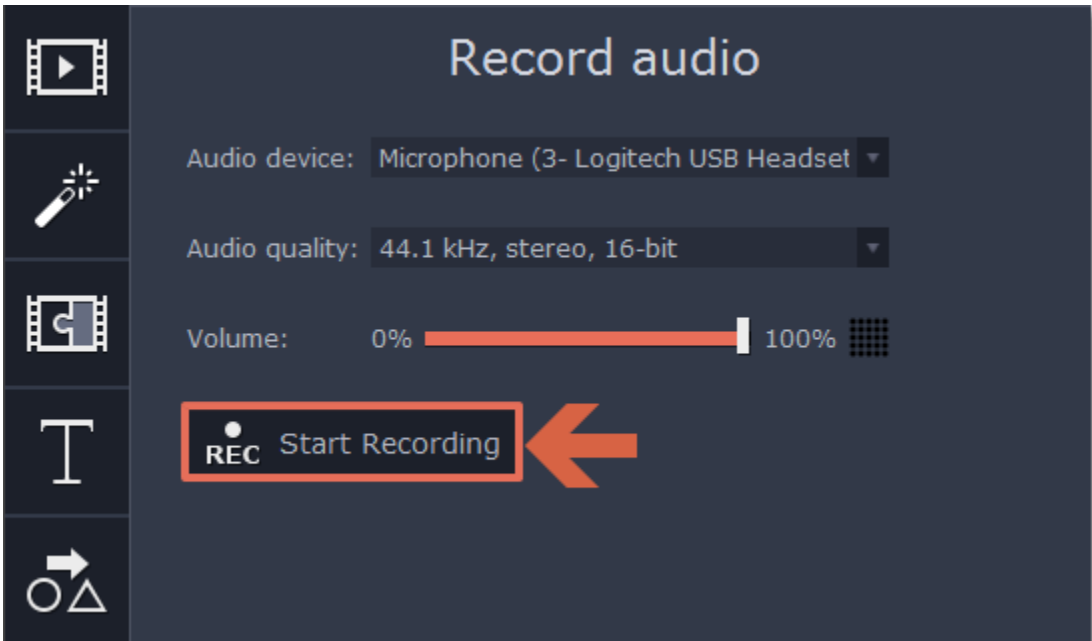 Record audio
Audio device: Microphone (3- Logitech USB Headset
Audio quality: 44.1 kHz, stereo, 16-bit
Volume: 0% 100%
REC Start Recording
T